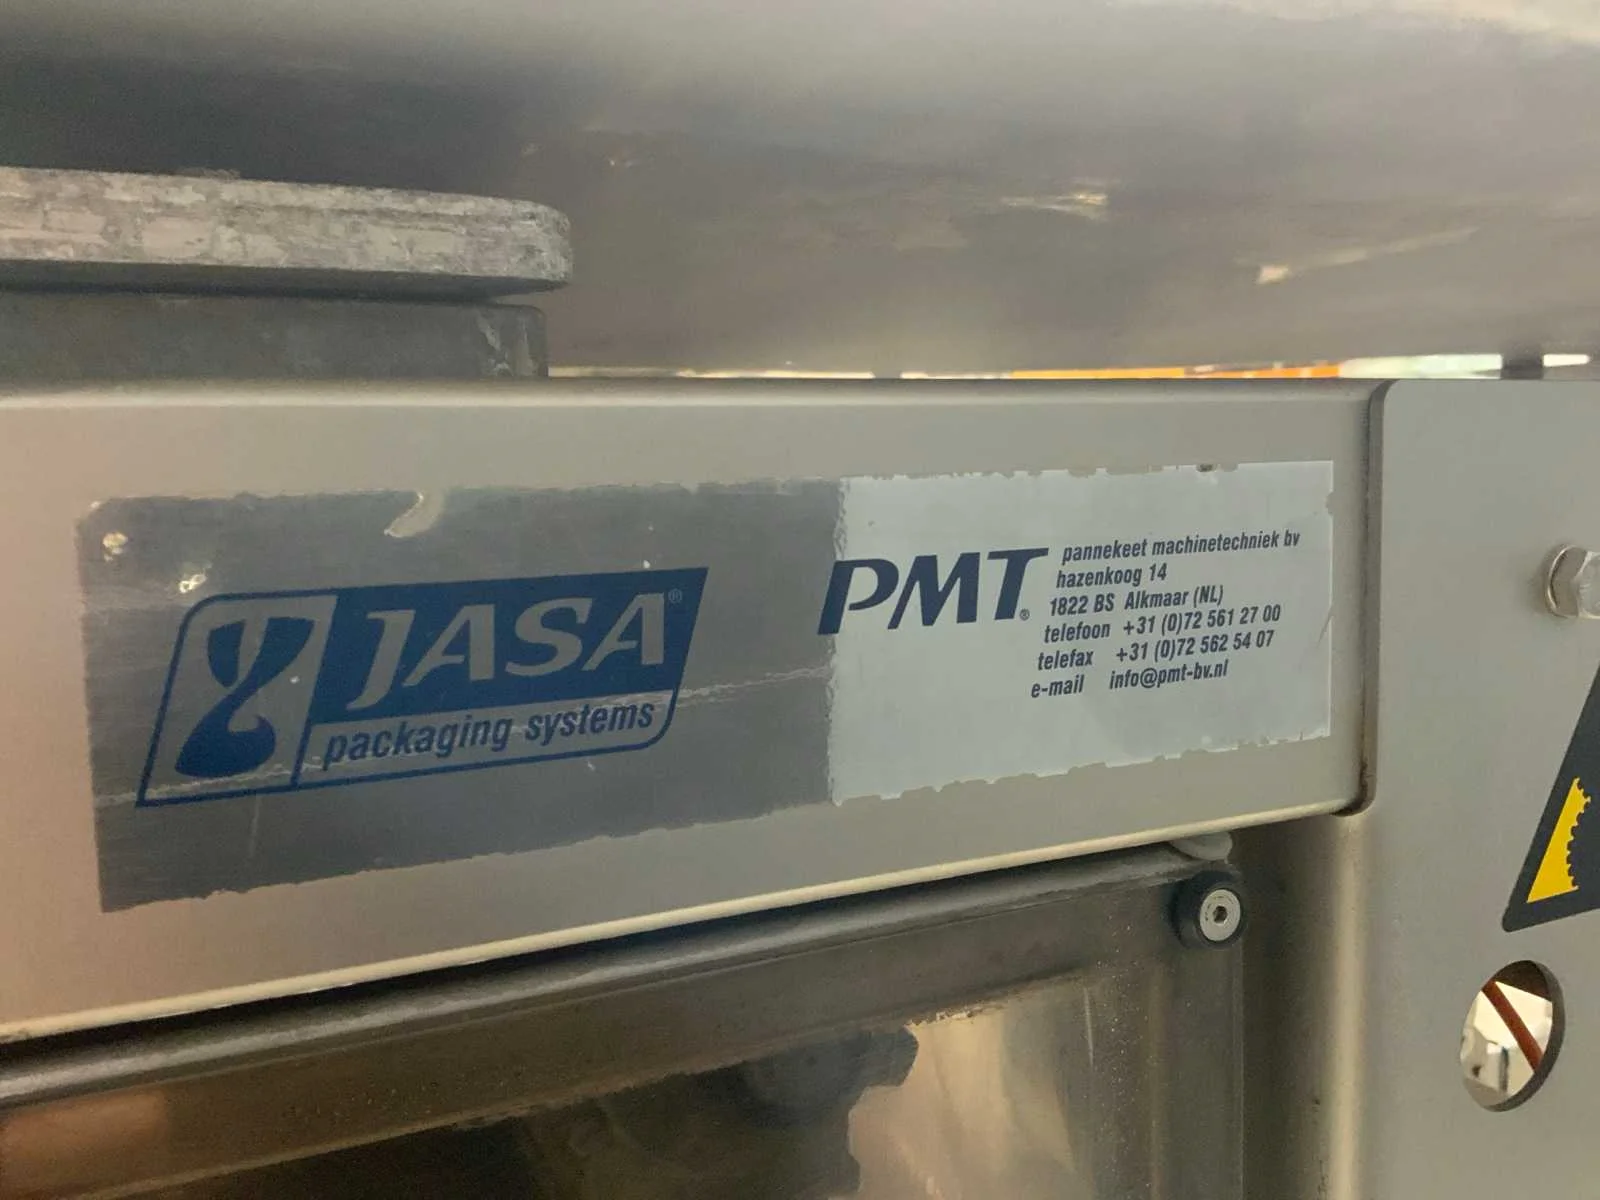 JASA®
packaging systems
PMT®
pannekeet machinetechniek bv
hazenkoog 14
1822 BS Alkmaar (NL)
telefoon +31 (0)72 561 27 00
telefax +31 (0)72 562 54 07
e-mail info@pmt-bv.nl